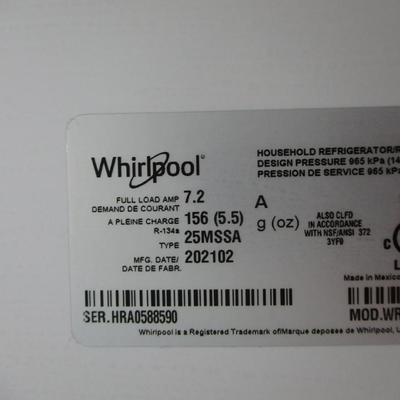 Whirlpool
HOUSEHOLD REFRIGERATOR/R
DESIGN PRESSURE 965 kPa (14
PRESSION DE SERVICE 965 kPa
FULL LOAD AMP 7.2 A
DEMANDE DE COURANT
A PLEINE CHARGE 156 (5.5) g (oz)
R-134a
TYPE 25MSSA
MFG. DATE/ 202102
DATE DE FABR.
ALSO CLFD
IN ACCORDANCE
WITH NSF/ANSI 372
3YF9
C
L
Made in Mexico
SER.HRA0588590
MOD.WR
Whirlpool is a Registered Trademark of/Marque deposee de Whirlpool,